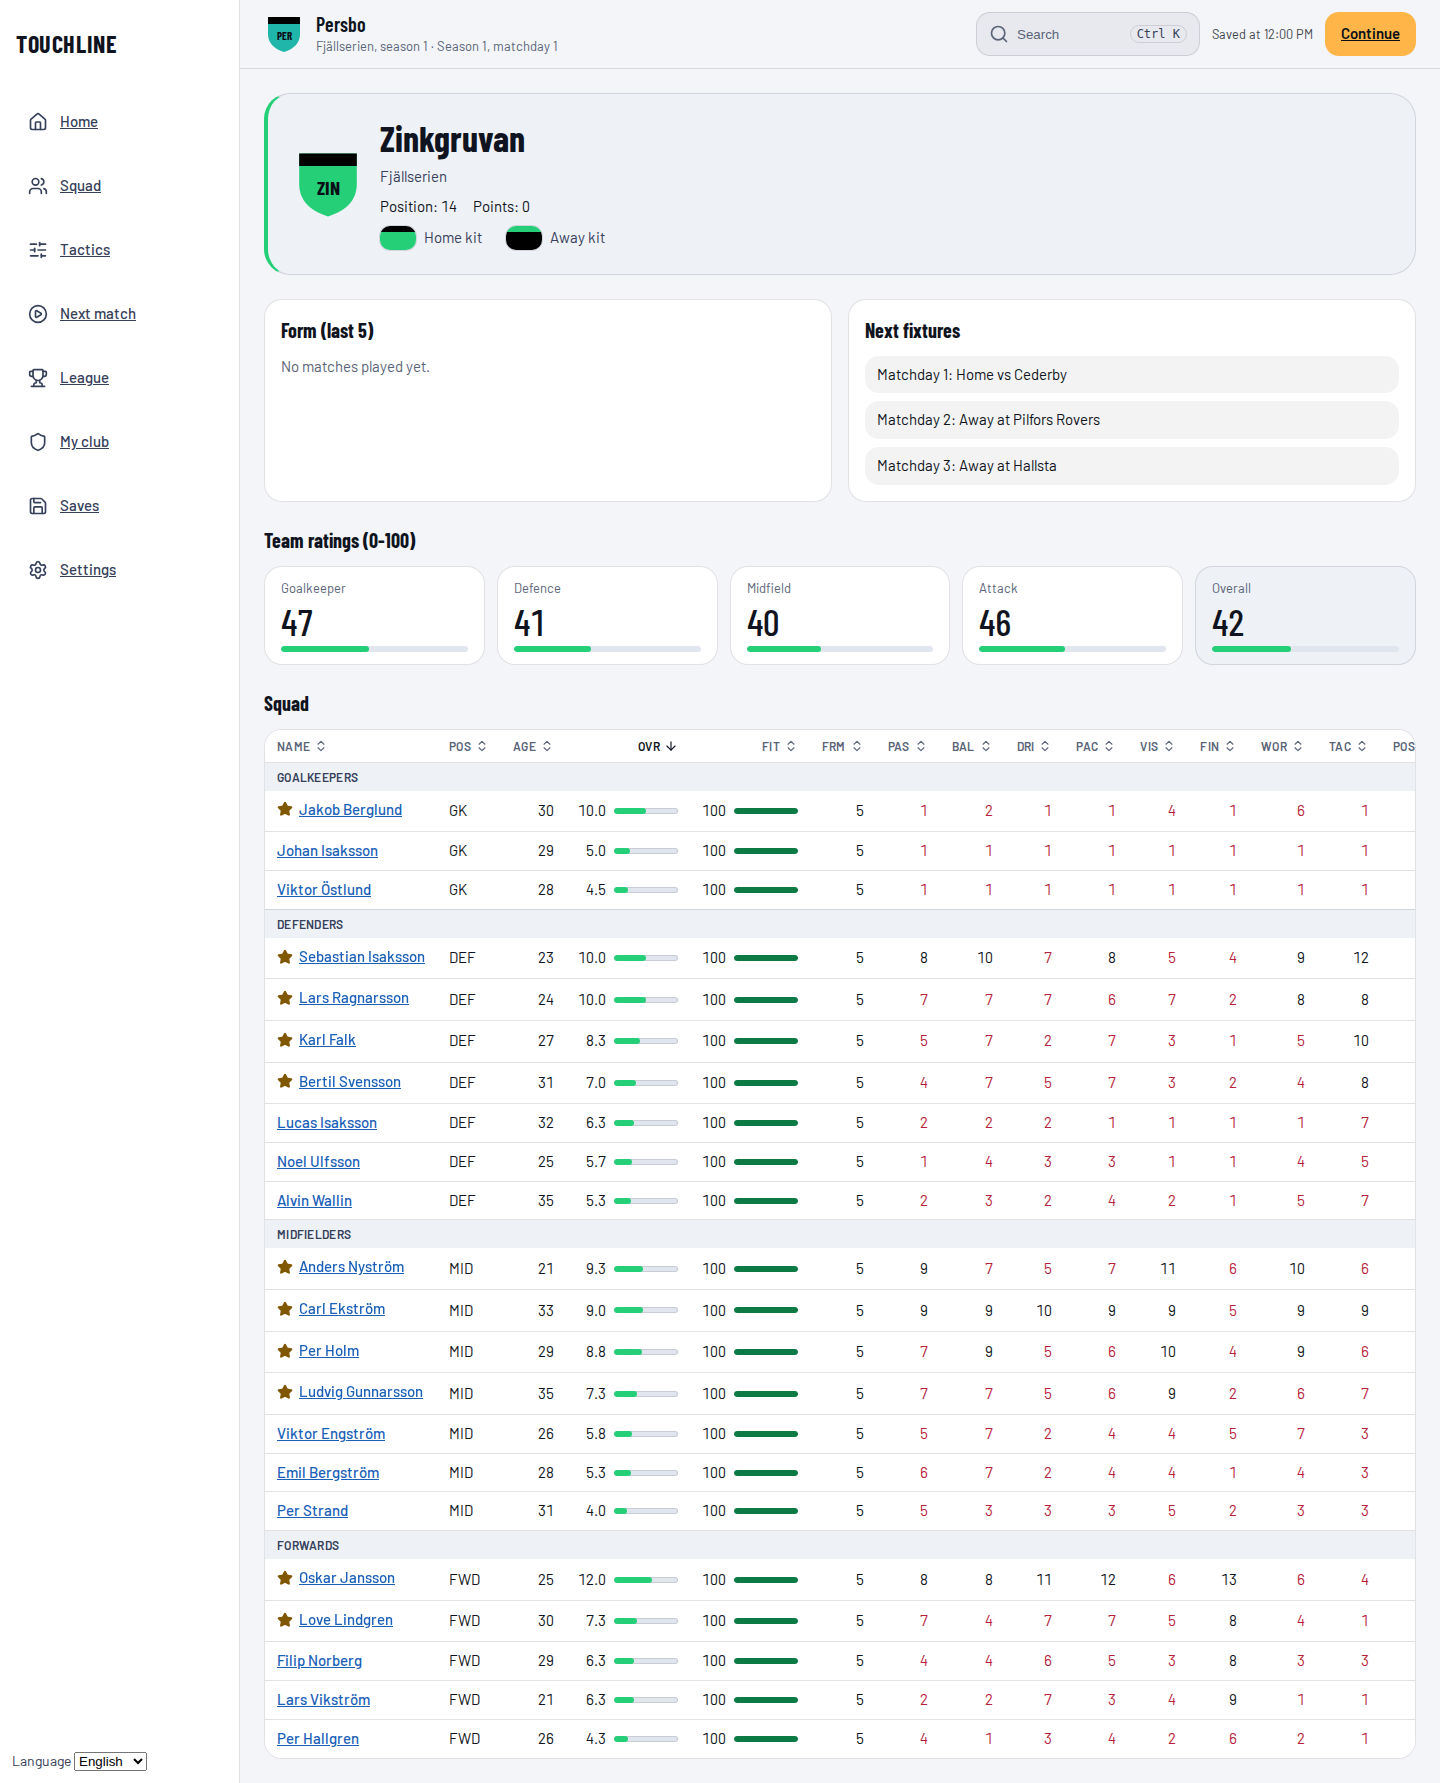 TOUCHLINE
Home
Squad
Tactics
Next match
League
My club
Saves
Settings
Language English
PER
Persbo
Fjällserien, season 1 · Season 1, matchday 1
Search Ctrl K
Saved at 12:00 PM
Continue
ZIN
Zinkgruvan
Fjällserien
Position: 14 Points: 0
Home kit Away kit
Form (last 5)
No matches played yet.
Next fixtures
Matchday 1: Home vs Cederby
Matchday 2: Away at Pilfors Rovers
Matchday 3: Away at Hallsta
Team ratings (0-100)
Goalkeeper
47
Defence
41
Midfield
40
Attack
46
Overall
42
Squad
NAME POS AGE OVR FIT FRM PAS BAL DRI PAC VIS FIN WOR TAC POS
GOALKEEPERS
Jakob Berglund GK 30 10.0 100 5 1 2 1 1 4 1 6 1
Johan Isaksson GK 29 5.0 100 5 1 1 1 1 1 1 1 1
Viktor Östlund GK 28 4.5 100 5 1 1 1 1 1 1 1 1
DEFENDERS
Sebastian Isaksson DEF 23 10.0 100 5 8 10 7 8 5 4 9 12
Lars Ragnarsson DEF 24 10.0 100 5 7 7 7 6 7 2 8 8
Karl Falk DEF 27 8.3 100 5 5 7 2 7 3 1 5 10
Bertil Svensson DEF 31 7.0 100 5 4 7 5 7 3 2 4 8
Lucas Isaksson DEF 32 6.3 100 5 2 2 2 1 1 1 1 7
Noel Ulfsson DEF 25 5.7 100 5 1 4 3 3 1 1 4 5
Alvin Wallin DEF 35 5.3 100 5 2 3 2 4 2 1 5 7
MIDFIELDERS
Anders Nyström MID 21 9.3 100 5 9 7 5 7 11 6 10 6
Carl Ekström MID 33 9.0 100 5 9 9 10 9 9 5 9 9
Per Holm MID 29 8.8 100 5 7 9 5 6 10 4 9 6
Ludvig Gunnarsson MID 35 7.3 100 5 7 7 5 6 9 2 6 7
Viktor Engström MID 26 5.8 100 5 5 7 2 4 4 5 7 3
Emil Bergström MID 28 5.3 100 5 6 7 2 4 4 1 4 3
Per Strand MID 31 4.0 100 5 5 3 3 3 5 2 3 3
FORWARDS
Oskar Jansson FWD 25 12.0 100 5 8 8 11 12 6 13 6 4
Love Lindgren FWD 30 7.3 100 5 7 4 7 7 5 8 4 1
Filip Norberg FWD 29 6.3 100 5 4 4 6 5 3 8 3 3
Lars Vikström FWD 21 6.3 100 5 2 2 7 3 4 9 1 1
Per Hallgren FWD 26 4.3 100 5 4 1 3 4 2 6 2 1